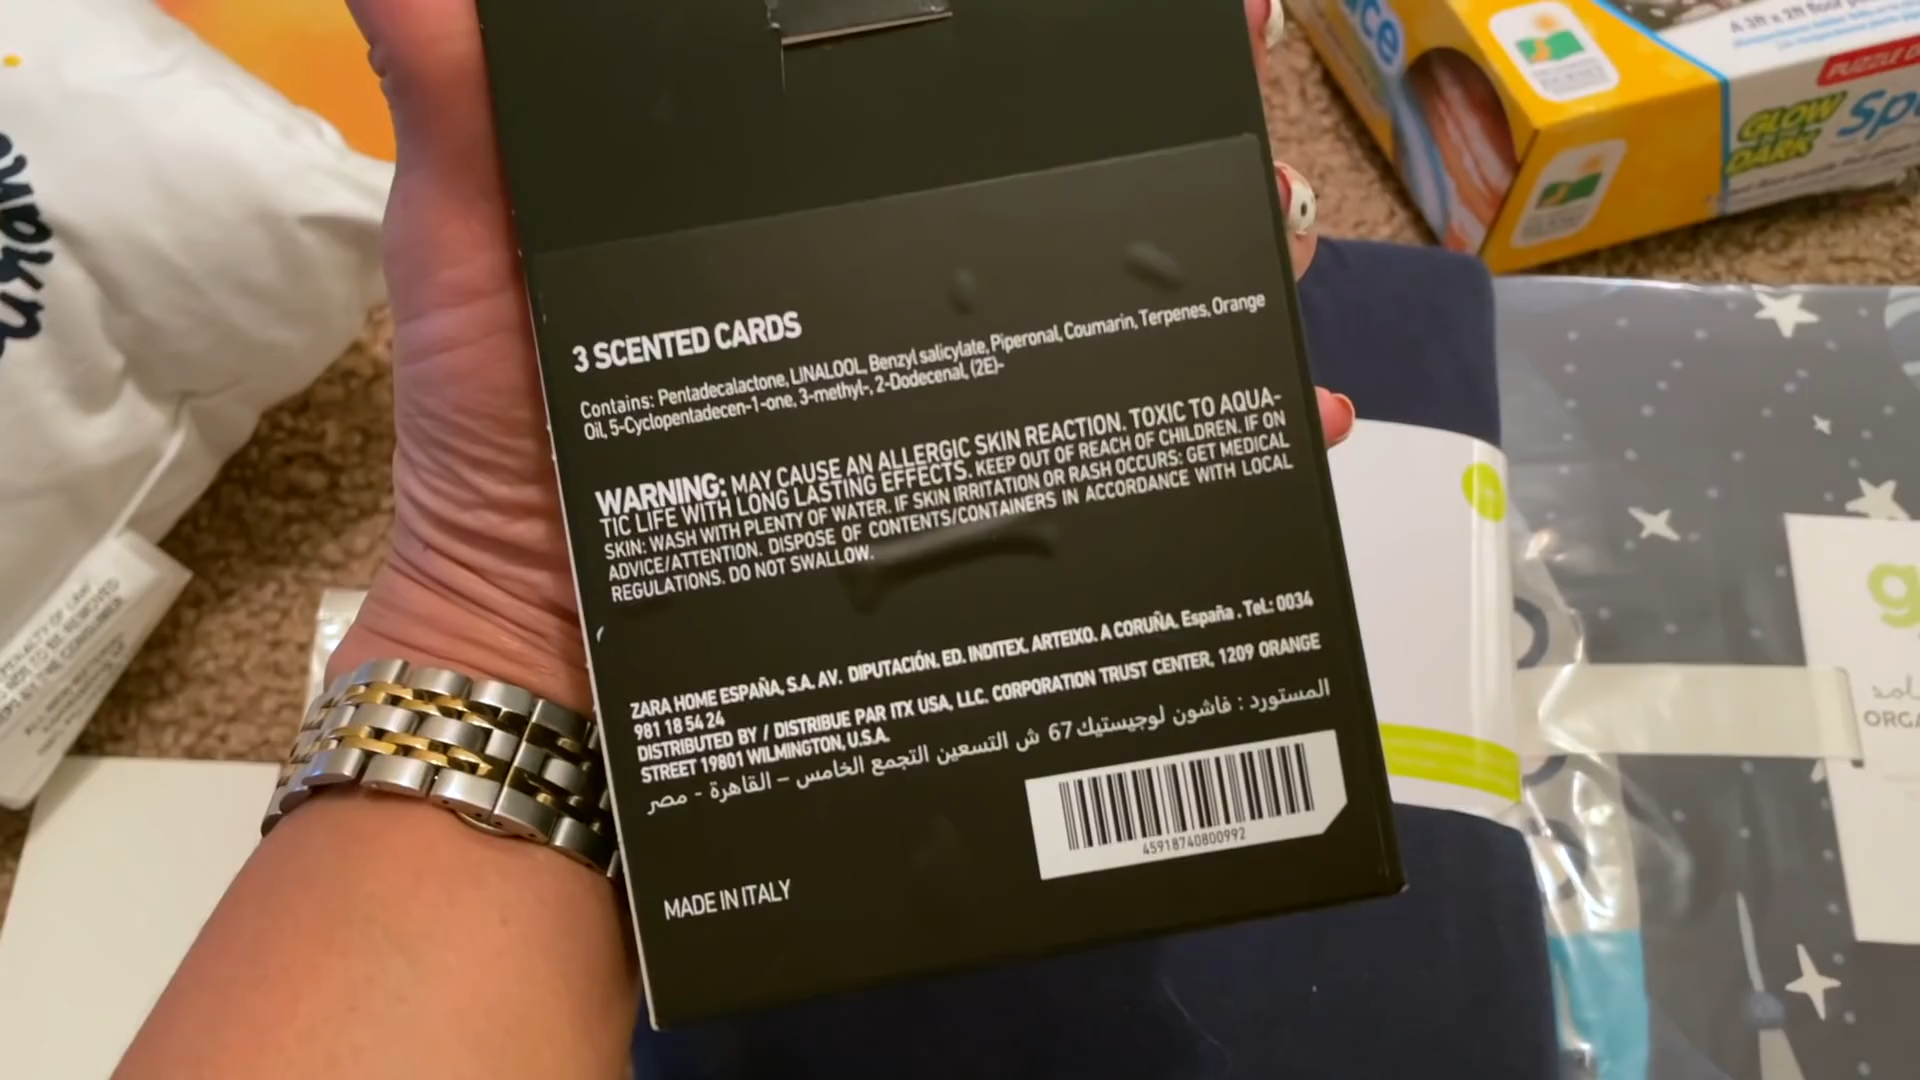 3 SCENTED CARDS
Contains: Pentadecalactone, LINALOOL, Benzyl salicylate, Piperonal, Coumarin, Terpenes, Orange
Oil, 5-Cyclopentadecen-1-one, 3-methyl-, 2-Dodecenal, (2E)-
WARNING: MAY CAUSE AN ALLERGIC SKIN REACTION. TOXIC TO AQUA-
TIC LIFE WITH LONG LASTING EFFECTS. KEEP OUT OF REACH OF CHILDREN. IF ON
SKIN: WASH WITH PLENTY OF WATER. IF SKIN IRRITATION OR RASH OCCURS: GET MEDICAL
ADVICE/ATTENTION. DISPOSE OF CONTENTS/CONTAINERS IN ACCORDANCE WITH LOCAL
REGULATIONS. DO NOT SWALLOW.
ZARA HOME ESPAÑA, S.A. AV. DIPUTACIÓN. ED. INDITEX. ARTEIXO. A CORUÑA. España . Tel.: 0034
981 18 54 24
DISTRIBUTED BY / DISTRIBUE PAR ITX USA, LLC. CORPORATION TRUST CENTER, 1209 ORANGE
STREET 19801 WILMINGTON, U.S.A.
المستورد : فاشون لوجيستيك 67 ش التسعين التجمع الخامس – القاهرة - مصر
45918740800992
MADE IN ITALY
PUZZLE
GLOW
DARK